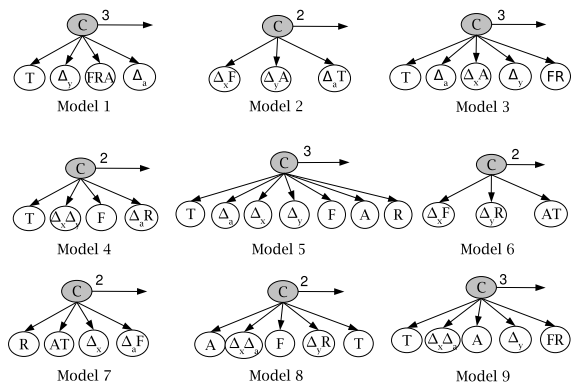 C 3 C 2 C 3
T Δy FRA Δa ΔxF ΔyA ΔaT T Δa ΔxA Δy FR
Model 1 Model 2 Model 3
C 2 C 3 C 2
T ΔxΔy F ΔaR T Δa Δx Δy F A R ΔxF ΔyR AT
Model 4 Model 5 Model 6
C 2 C 2 C 3
R AT Δx ΔaF A ΔxΔa F ΔyR T T ΔxΔa A Δy FR
Model 7 Model 8 Model 9